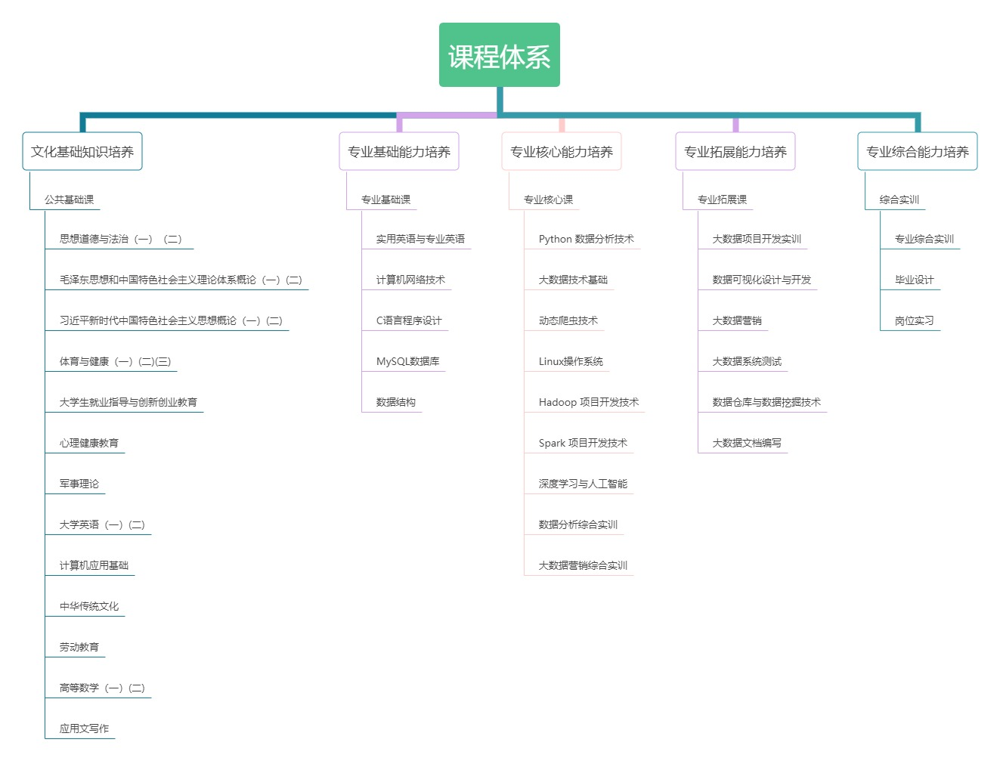 课程体系
文化基础知识培养
公共基础课
思想道德与法治（一）（二）
毛泽东思想和中国特色社会主义理论体系概论（一）(二）
习近平新时代中国特色社会主义思想概论（一）(二）
体育与健康（一）(二)(三)
大学生就业指导与创新创业教育
心理健康教育
军事理论
大学英语（一）(二）
计算机应用基础
中华传统文化
劳动教育
高等数学（一）(二）
应用文写作
专业基础能力培养
专业基础课
实用英语与专业英语
计算机网络技术
C语言程序设计
MySQL数据库
数据结构
专业核心能力培养
专业核心课
Python 数据分析技术
大数据技术基础
动态爬虫技术
Linux操作系统
Hadoop 项目开发技术
Spark 项目开发技术
深度学习与人工智能
数据分析综合实训
大数据营销综合实训
专业拓展能力培养
专业拓展课
大数据项目开发实训
数据可视化设计与开发
大数据营销
大数据系统测试
数据仓库与数据挖掘技术
大数据文档编写
专业综合能力培养
综合实训
专业综合实训
毕业设计
岗位实习